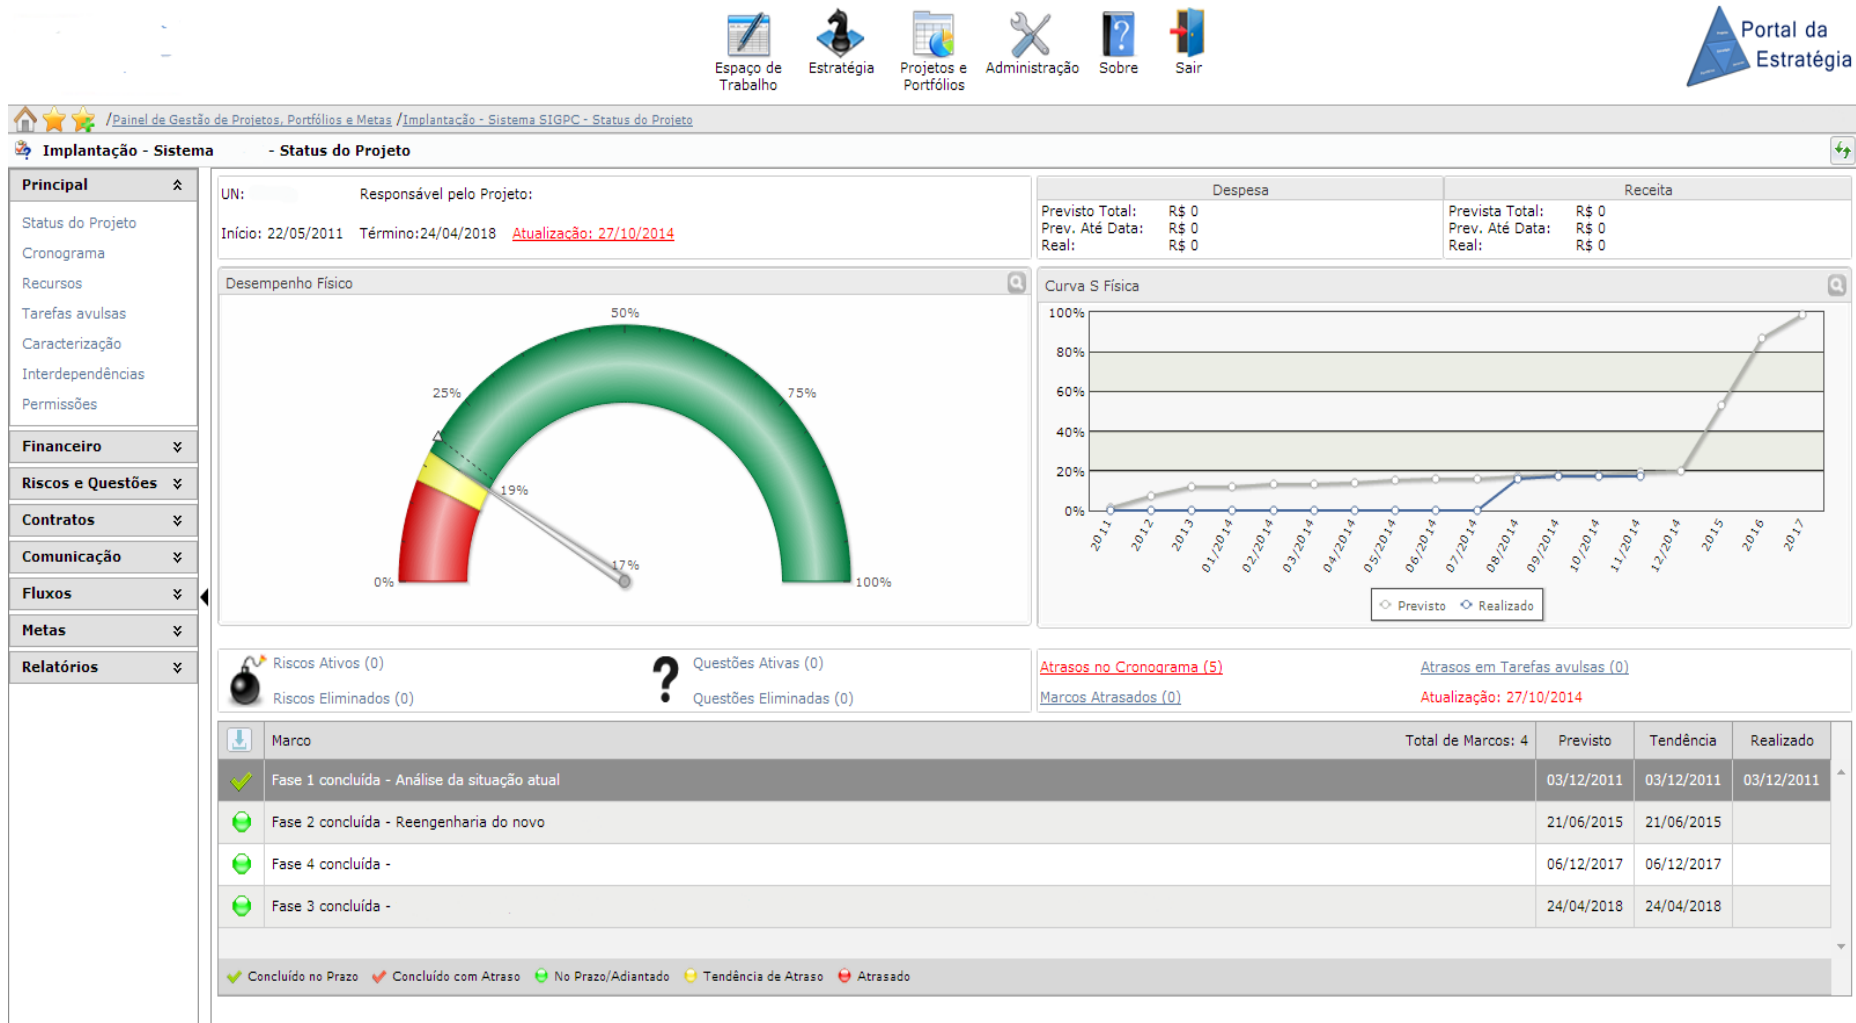 Espaço de Trabalho
Estratégia
Projetos e Portfólios
Administração
Sobre
Sair
Portal da
Estratégia
/Painel de Gestão de Projetos, Portfólios e Metas /Implantação - Sistema SIGPC - Status do Projeto
Implantação - Sistema - Status do Projeto
Principal
Status do Projeto
Cronograma
Recursos
Tarefas avulsas
Caracterização
Interdependências
Permissões
Financeiro
Riscos e Questões
Contratos
Comunicação
Fluxos
Metas
Relatórios
UN: Responsável pelo Projeto:
Início: 22/05/2011 Término:24/04/2018 Atualização: 27/10/2014
Despesa
Previsto Total: R$ 0
Prev. Até Data: R$ 0
Real: R$ 0
Receita
Prevista Total: R$ 0
Prev. Até Data: R$ 0
Real: R$ 0
Desempenho Físico
50%
25%
75%
19%
17%
0%
100%
Curva S Física
100%
80%
60%
40%
20%
0%
2011 2012 2013 01/2014 02/2014 03/2014 04/2014 05/2014 06/2014 07/2014 08/2014 09/2014 10/2014 11/2014 12/2014 2015 2016 2017
Previsto Realizado
Riscos Ativos (0)
Riscos Eliminados (0)
Questões Ativas (0)
Questões Eliminadas (0)
Atrasos no Cronograma (5) Atrasos em Tarefas avulsas (0)
Marcos Atrasados (0) Atualização: 27/10/2014
Marco Total de Marcos: 4 Previsto Tendência Realizado
Fase 1 concluída - Análise da situação atual 03/12/2011 03/12/2011 03/12/2011
Fase 2 concluída - Reengenharia do novo 21/06/2015 21/06/2015
Fase 4 concluída - 06/12/2017 06/12/2017
Fase 3 concluída - 24/04/2018 24/04/2018
Concluído no Prazo Concluído com Atraso No Prazo/Adiantado Tendência de Atraso Atrasado